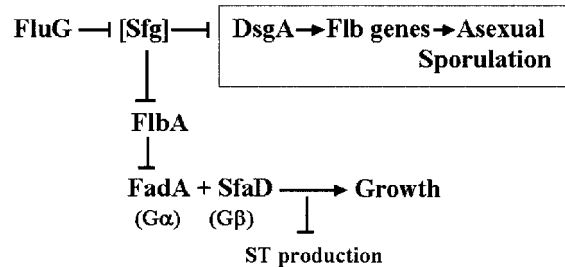 FluG [Sfg] DsgA Flb genes Asexual
Sporulation
FlbA
FadA + SfaD Growth
(Gα) (Gβ)
ST production